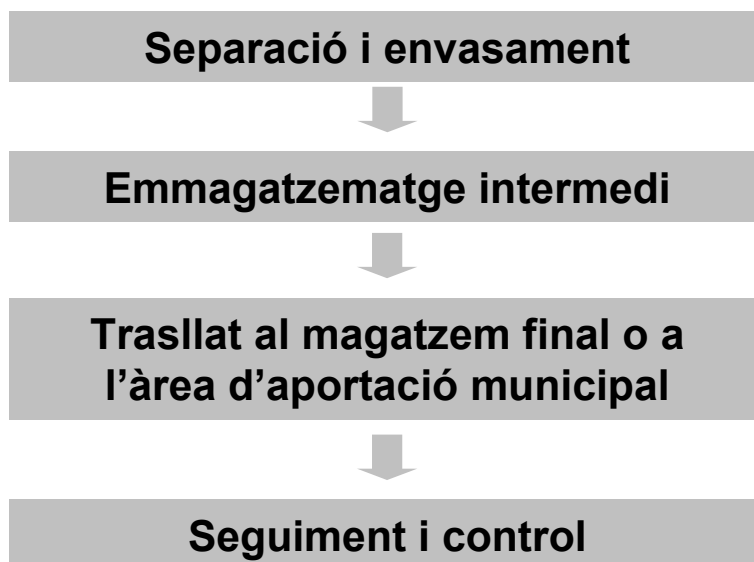 Separació i envasament
Emmagatzematge intermedi
Trasllat al magatzem final o a
l’àrea d’aportació municipal
Seguiment i control